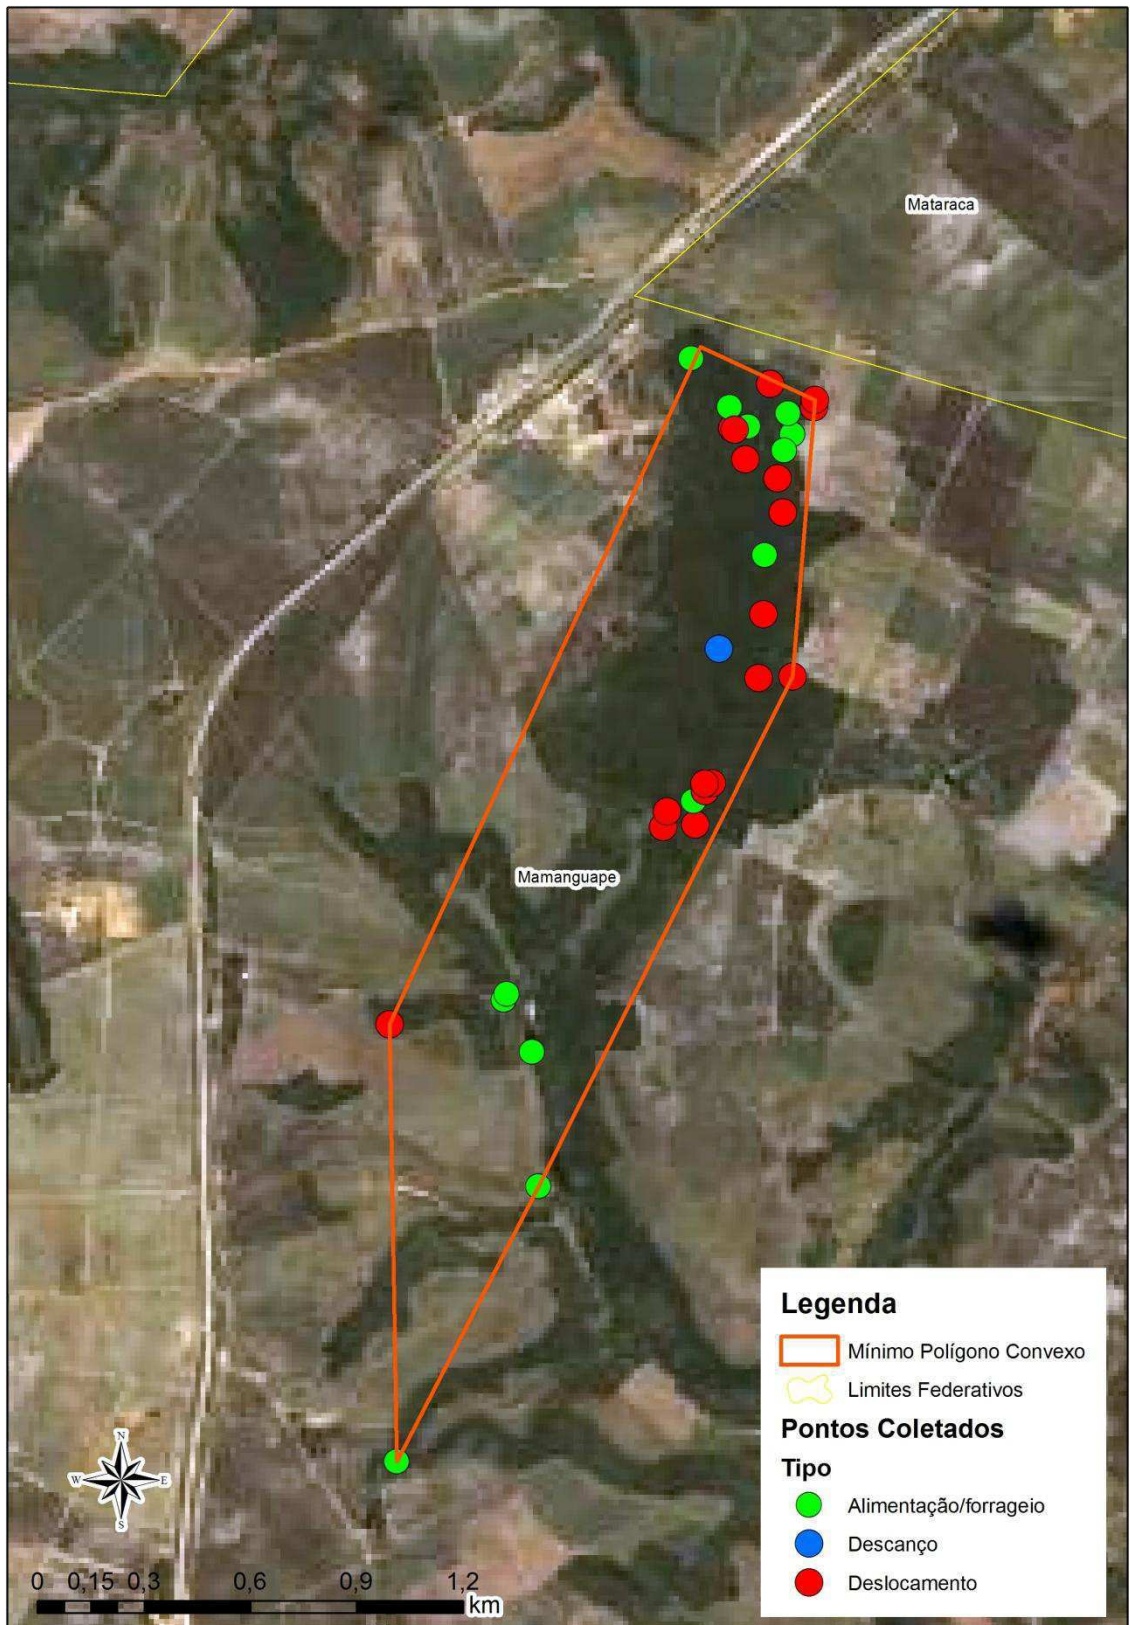 Mataraca
Mamanguape
Legenda
Mínimo Polígono Convexo
Limites Federativos
Pontos Coletados
Tipo
Alimentação/forrageio
Descanço
Deslocamento
N
W E
S
0 0,15 0,3 0,6 0,9 1,2
km